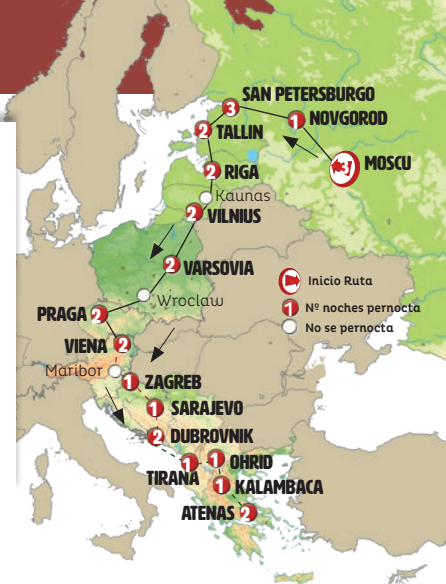 SAN PETERSBURGO
3
NOVGOROD
1
TALLIN
2
MOSCU
3
RIGA
2
Kaunas
VILNIUS
2
VARSOVIA
2
Inicio Ruta
Wroclaw
1 Nº noches pernocta
PRAGA 2
No se pernocta
VIENA 2
Maribor
1 ZAGREB
1 SARAJEVO
2 DUBROVNIK
1 OHRID
TIRANA 1
1 KALAMBACA
ATENAS 2